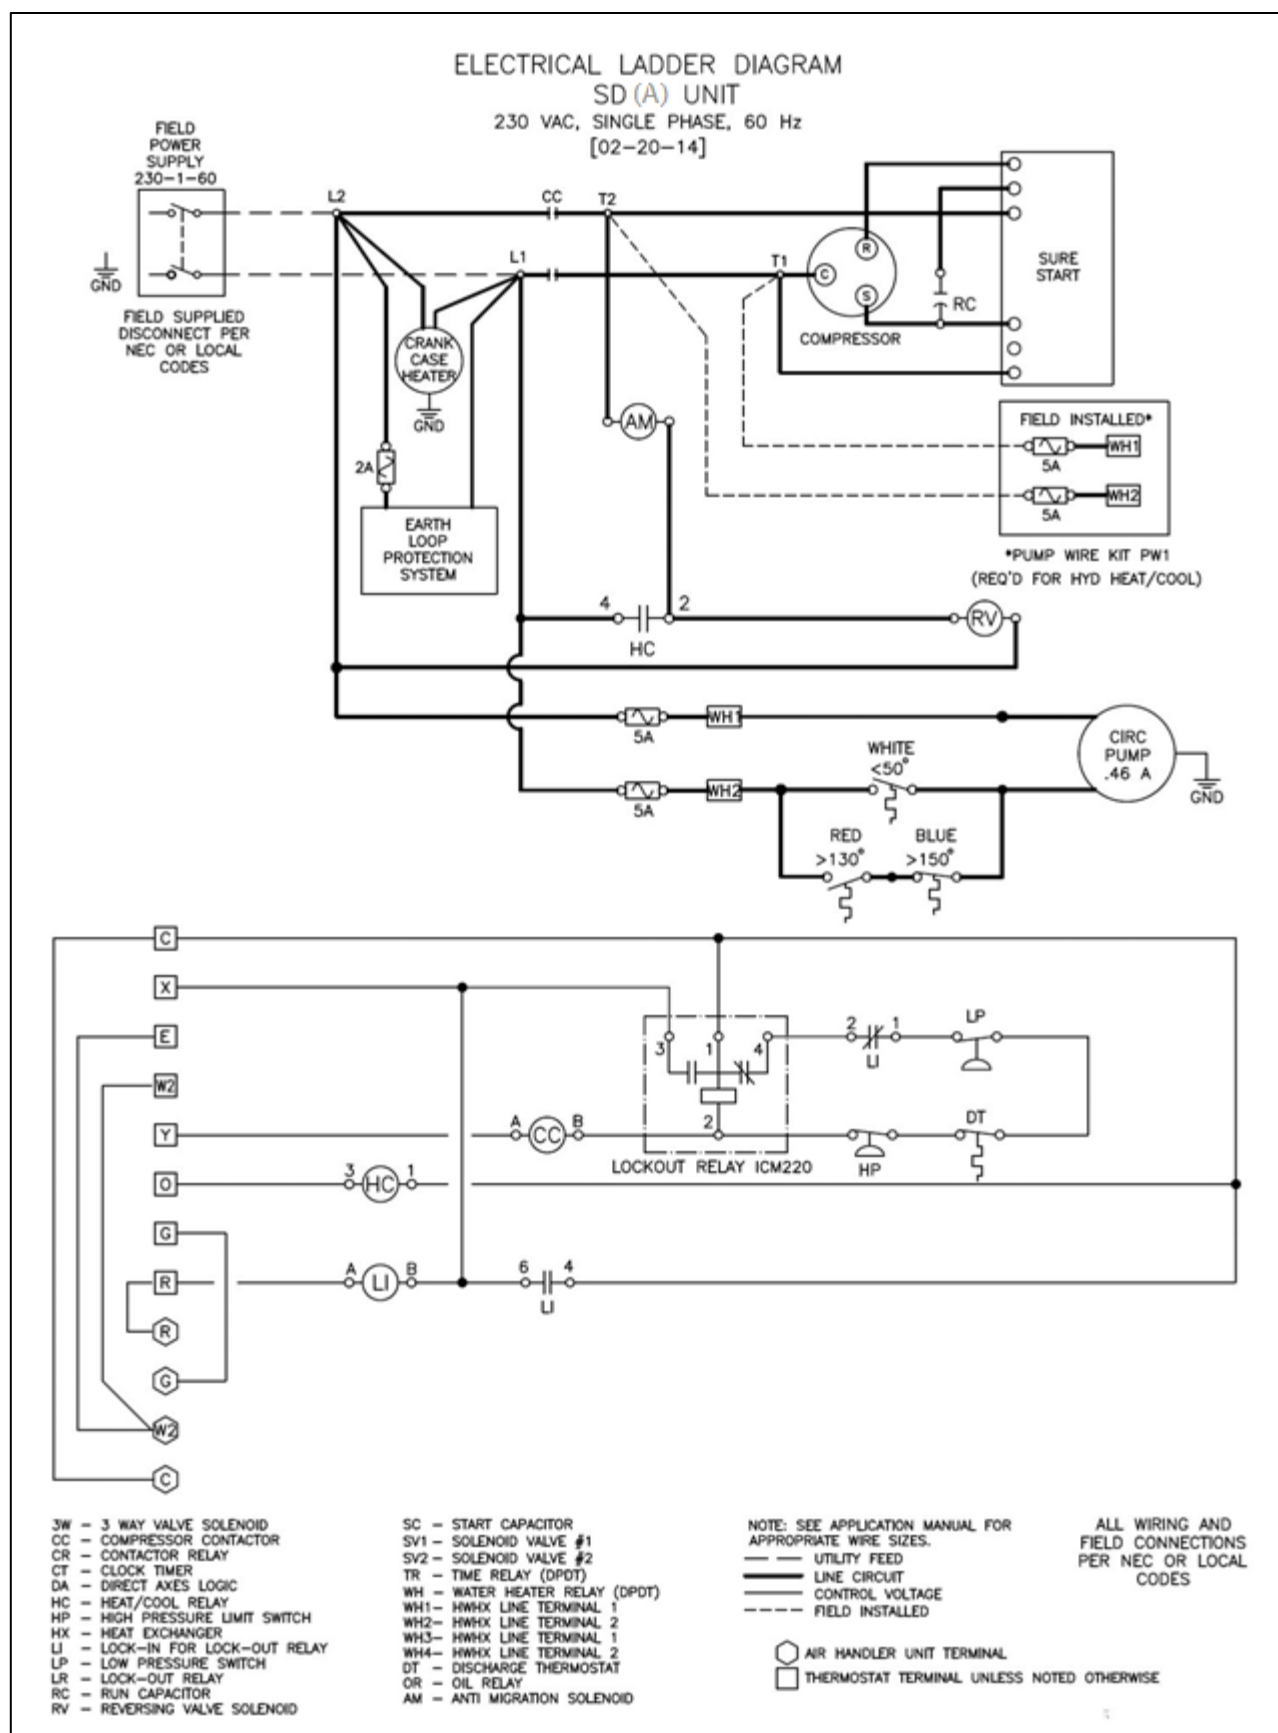 ELECTRICAL LADDER DIAGRAM
SD (A) UNIT
230 VAC, SINGLE PHASE, 60 Hz
[02-20-14]
FIELD
POWER
SUPPLY
230-1-60
GND
FIELD SUPPLIED
DISCONNECT PER
NEC OR LOCAL
CODES
L2
CC
T2
L1
T1
R
C
S
COMPRESSOR
RC
SURE
START
CRANK
CASE
HEATER
GND
2A
EARTH
LOOP
PROTECTION
SYSTEM
AM
FIELD INSTALLED*
5A
WH1
5A
WH2
*PUMP WIRE KIT PW1
(REQ'D FOR HYD HEAT/COOL)
4
2
HC
RV
5A
WH1
5A
WH2
WHITE
<50°
RED
>130°
BLUE
>150°
CIRC
PUMP
.46 A
GND
C
X
E
W2
Y
O
G
R
R
G
W2
C
3
1
4
2
LOCKOUT RELAY ICM220
2
1
LI
LP
A
CC
B
HP
DT
3
HC
1
A
LI
B
6
4
LI
3W - 3 WAY VALVE SOLENOID
CC - COMPRESSOR CONTACTOR
CR - CONTACTOR RELAY
CT - CLOCK TIMER
DA - DIRECT AXES LOGIC
HC - HEAT/COOL RELAY
HP - HIGH PRESSURE LIMIT SWITCH
HX - HEAT EXCHANGER
LI - LOCK-IN FOR LOCK-OUT RELAY
LP - LOW PRESSURE SWITCH
LR - LOCK-OUT RELAY
RC - RUN CAPACITOR
RV - REVERSING VALVE SOLENOID
SC - START CAPACITOR
SV1 - SOLENOID VALVE #1
SV2 - SOLENOID VALVE #2
TR - TIME RELAY (DPDT)
WH - WATER HEATER RELAY (DPDT)
WH1- HWHX LINE TERMINAL 1
WH2- HWHX LINE TERMINAL 2
WH3- HWHX LINE TERMINAL 1
WH4- HWHX LINE TERMINAL 2
DT - DISCHARGE THERMOSTAT
OR - OIL RELAY
AM - ANTI MIGRATION SOLENOID
NOTE: SEE APPLICATION MANUAL FOR
APPROPRIATE WIRE SIZES.
UTILITY FEED
LINE CIRCUIT
CONTROL VOLTAGE
FIELD INSTALLED
AIR HANDLER UNIT TERMINAL
THERMOSTAT TERMINAL UNLESS NOTED OTHERWISE
ALL WIRING AND
FIELD CONNECTIONS
PER NEC OR LOCAL
CODES